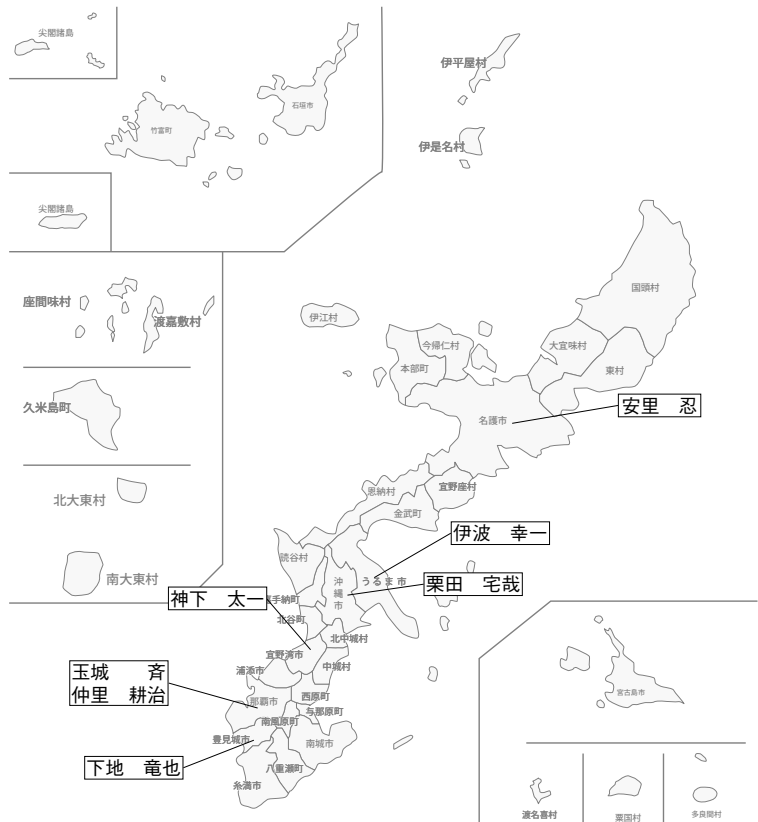 尖閣諸島
石垣市
竹富町
尖閣諸島
伊平屋村
伊是名村
国頭村
座間味村
渡嘉敷村
伊江村
今帰仁村
大宜味村
本部町
東村
久米島町
安里　忍
名護市
恩納村
宜野座村
北大東村
金武町
伊波　幸一
読谷村
南大東村
うるま市
沖縄市
栗田　宅哉
神下　太一
嘉手納町
北谷町
北中城村
宜野湾市
中城村
浦添市
玉城　　斉
仲里　耕治
那覇市
西原町
与那原町
南風原町
豊見城市
南城市
下地　竜也
八重瀬町
糸満市
宮古島市
渡名喜村
粟国村
多良間村